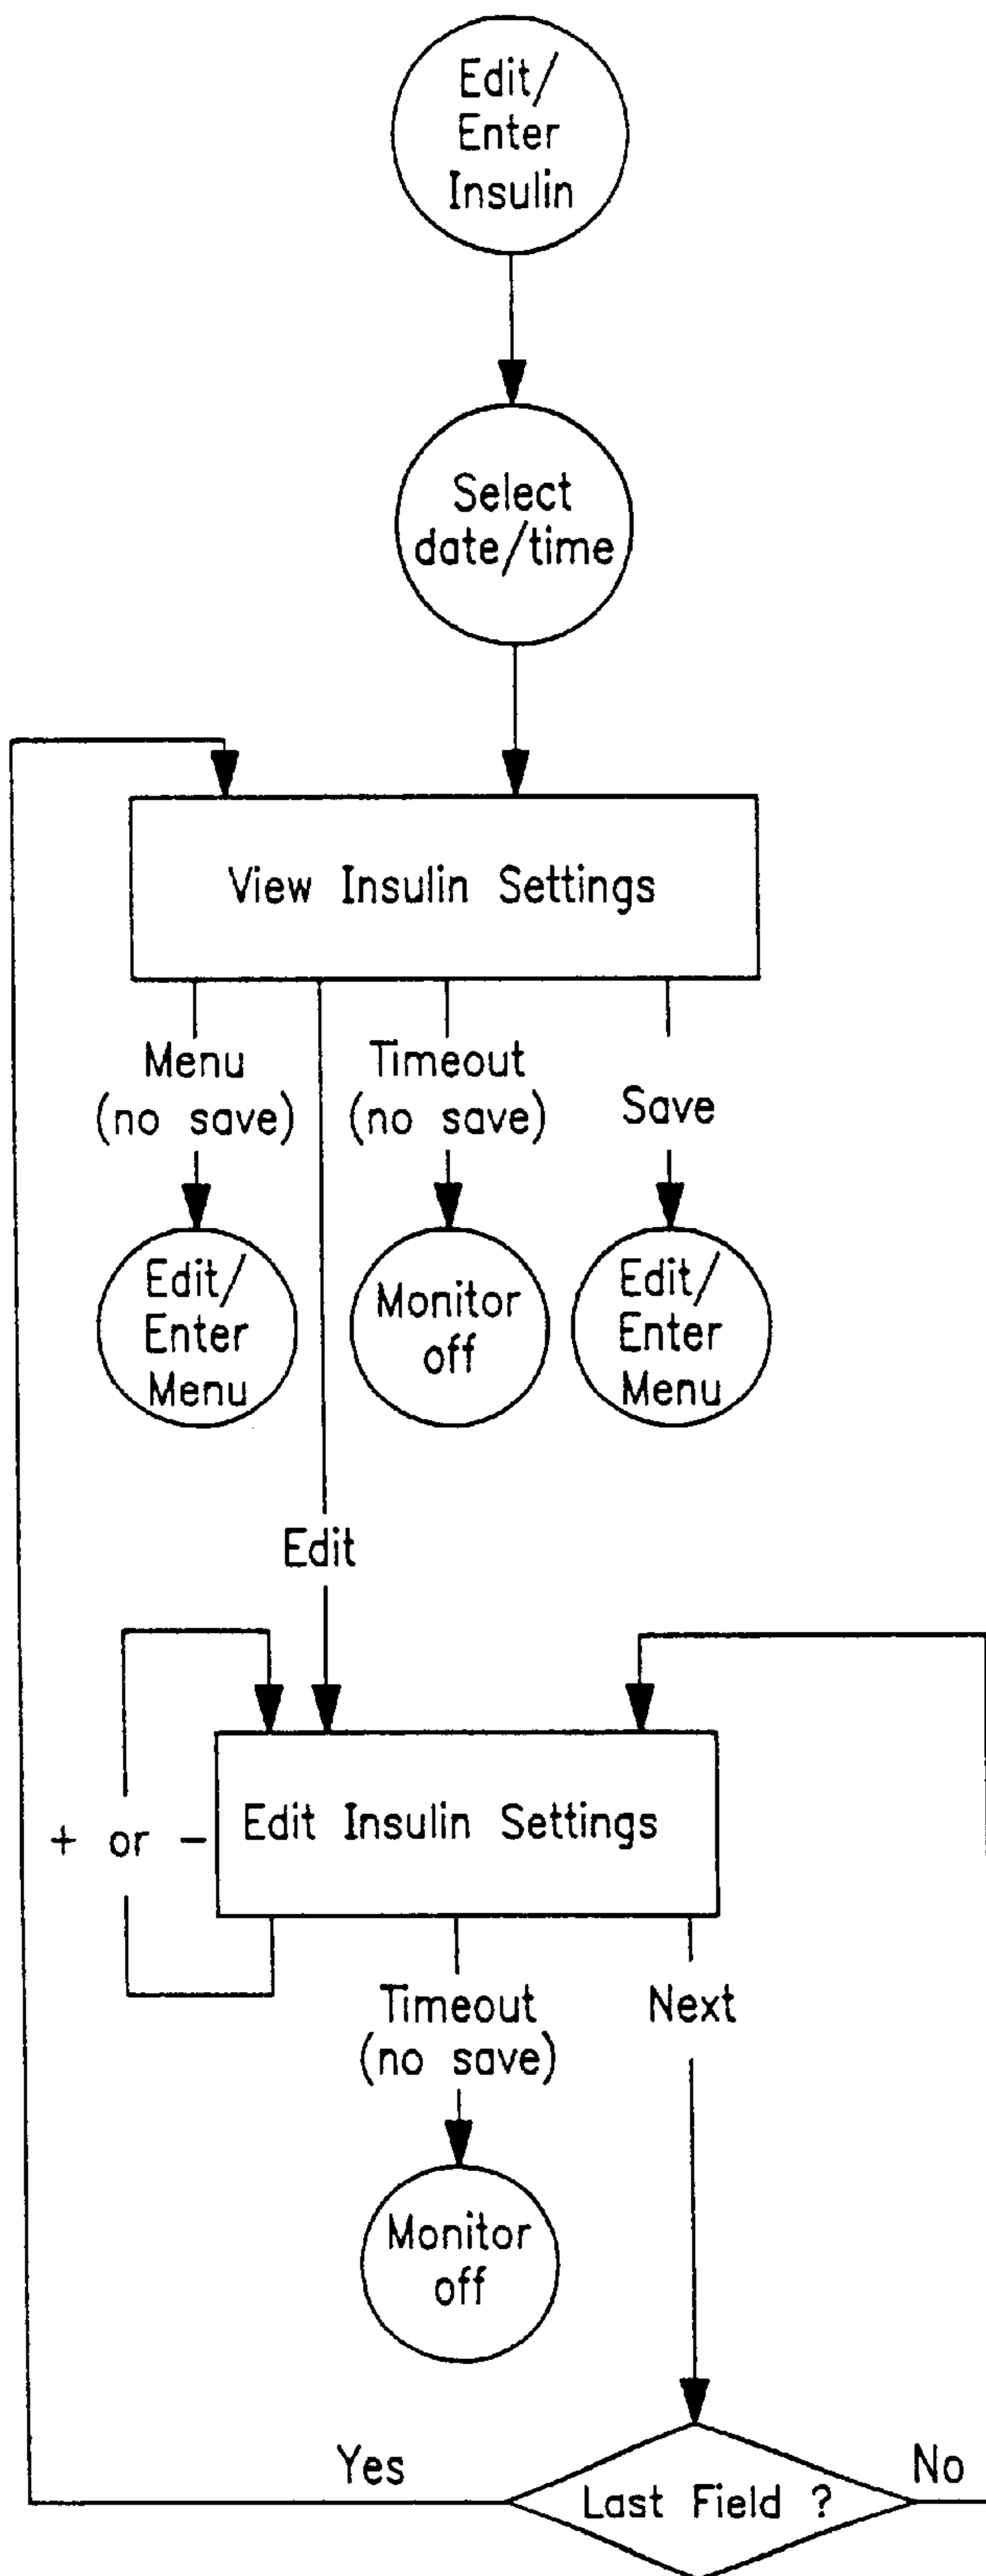 Edit/
Enter
Insulin
Select
date/time
View Insulin Settings
Menu
(no save)
Timeout
(no save)
Save
Edit/
Enter
Menu
Monitor
off
Edit/
Enter
Menu
Edit
+ or -
Edit Insulin Settings
Timeout
(no save)
Next
Monitor
off
Yes
Last Field ?
No